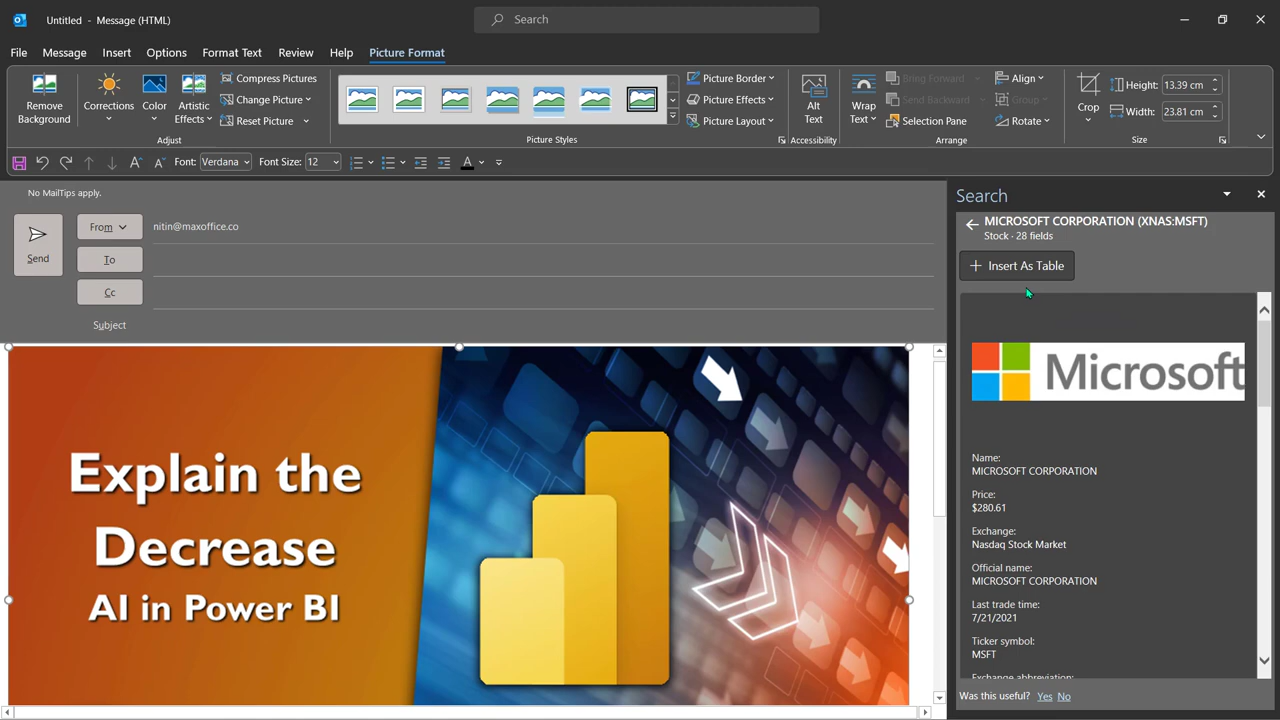 Untitled - Message (HTML)
Search
File Message Insert Options Format Text Review Help Picture Format
Remove Background
Corrections
Color
Artistic Effects
Compress Pictures
Change Picture
Reset Picture
Adjust
Picture Styles
Picture Border
Picture Effects
Picture Layout
Alt Text
Accessibility
Wrap Text
Bring Forward
Send Backward
Selection Pane
Align
Group
Rotate
Arrange
Crop
Height: 13.39 cm
Width: 23.81 cm
Size
Font: Verdana Font Size: 12
No MailTips apply.
Send
From
nitin@maxoffice.co
To
Cc
Subject
Explain the
Decrease
AI in Power BI
Search
MICROSOFT CORPORATION (XNAS:MSFT)
Stock · 28 fields
Insert As Table
Microsoft
Name:
MICROSOFT CORPORATION
Price:
$280.61
Exchange:
Nasdaq Stock Market
Official name:
MICROSOFT CORPORATION
Last trade time:
7/21/2021
Ticker symbol:
MSFT
Exchange abbreviation:
Was this useful? Yes No